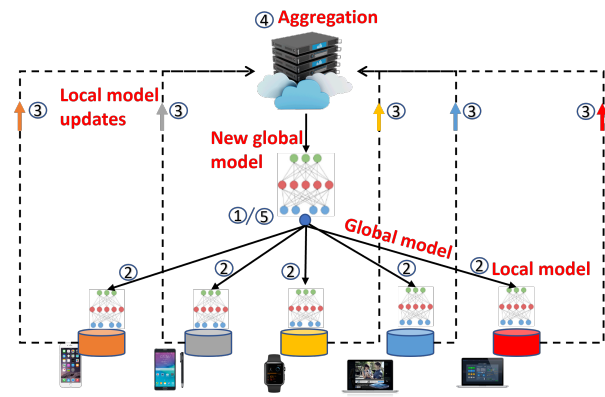 ④ Aggregation
Local model
updates
③
③
③
③
③
New global
model
①/⑤
Global model
②
②
②
②
②
Local model